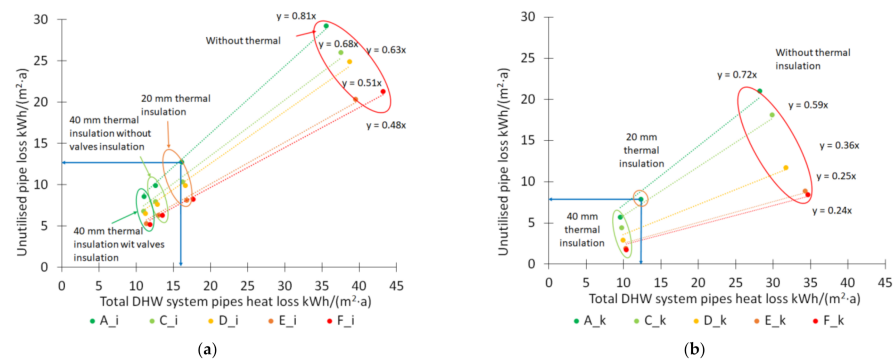 y = 0.81x
Without thermal
y = 0.68x
y = 0.63x
y = 0.51x
y = 0.48x
20 mm thermal
insulation
40 mm thermal
insulation without
valves insulation
40 mm thermal
insulation wit valves
insulation
Unutilised pipe loss kWh/(m²·a)
30
25
20
15
10
5
0
0 5 10 15 20 25 30 35 40 45
Total DHW system pipes heat loss kWh/(m²·a)
A_i C_i D_i E_i F_i
(a)
Without thermal
insulation
y = 0.72x
y = 0.59x
y = 0.36x
y = 0.25x
y = 0.24x
20 mm
thermal
insulation
40 mm
thermal
insulation
Unutilised pipe loss kWh/(m²·a)
30
25
20
15
10
5
0
0 5 10 15 20 25 30 35 40 45
Total DHW system pipes heat loss kWh/(m²·a)
A_k C_k D_k E_k F_k
(b)